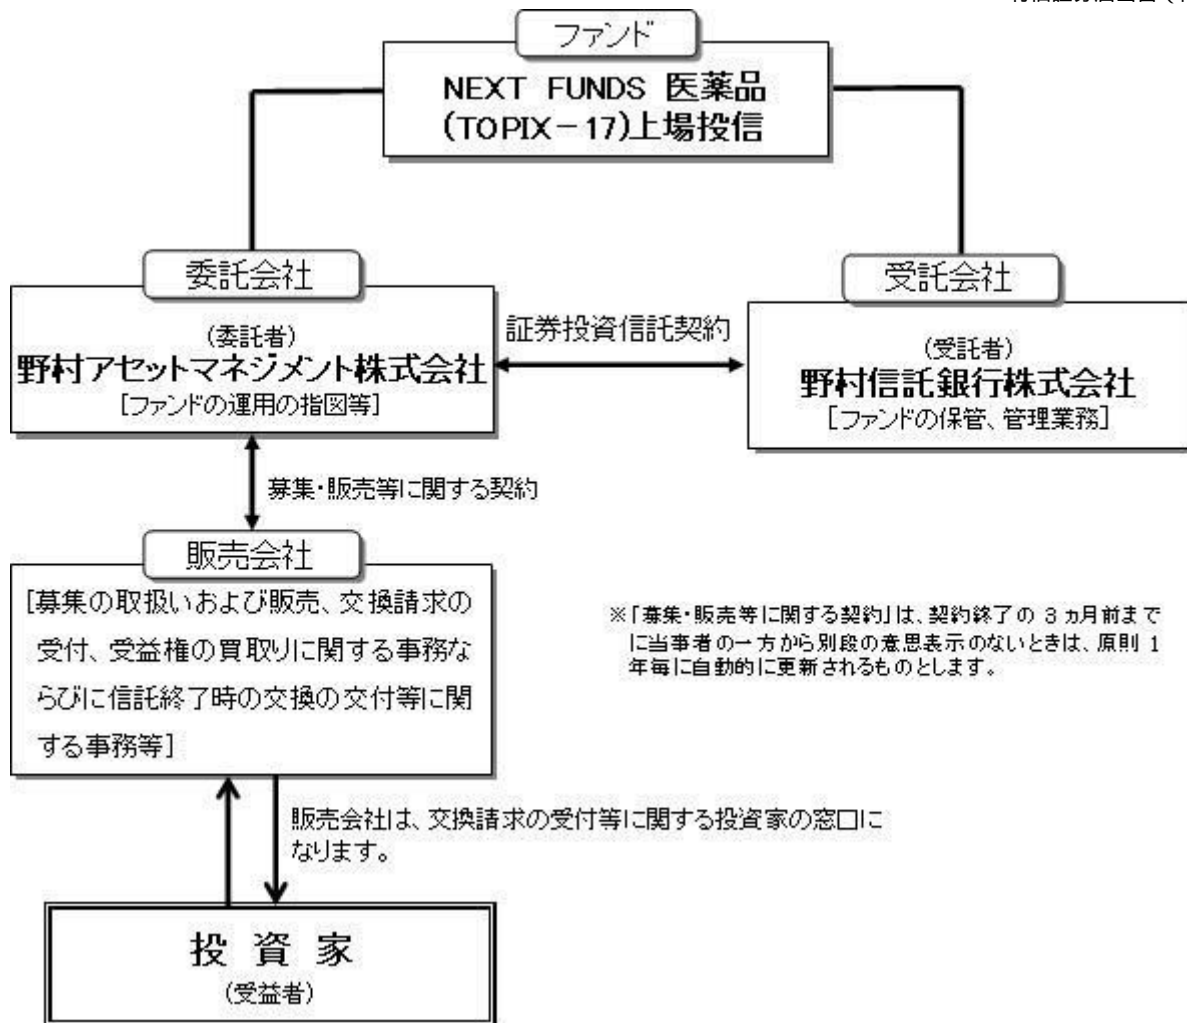 ファンド
NEXT FUNDS 医薬品
(TOPIX－17)上場投信
委託会社
(委託者)
野村アセットマネジメント株式会社
[ファンドの運用の指図等]
証券投資信託契約
受託会社
(受託者)
野村信託銀行株式会社
[ファンドの保管、管理業務]
募集・販売等に関する契約
販売会社
[募集の取扱いおよび販売、交換請求の
受付、受益権の買取りに関する事務な
らびに信託終了時の交換の交付等に関
する事務等]
※「募集・販売等に関する契約」は、契約終了の 3 ヵ月前まで
に当事者の一方から別段の意思表示のないときは、原則 1
年毎に自動的に更新されるものとします。
販売会社は、交換請求の受付等に関する投資家の窓口に
なります。
投 資 家
(受益者)